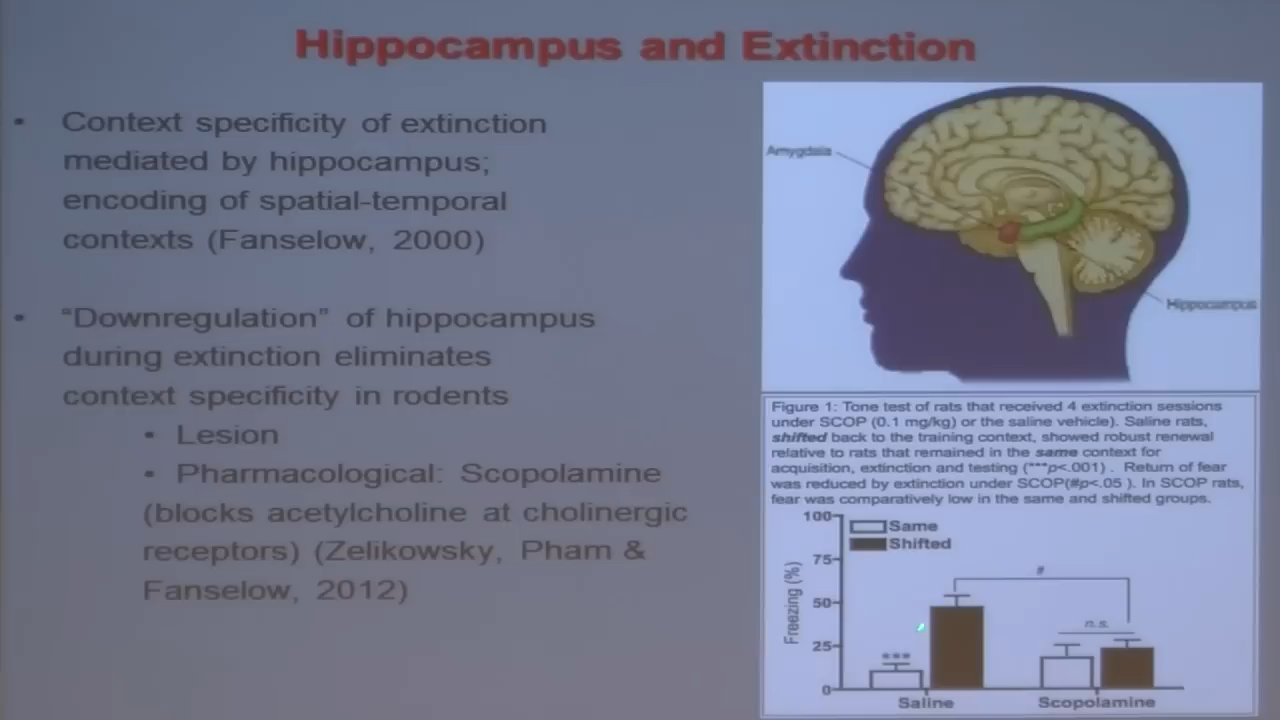 Hippocampus and Extinction
• Context specificity of extinction
mediated by hippocampus;
encoding of spatial-temporal
contexts (Fanselow, 2000)
• “Downregulation” of hippocampus
during extinction eliminates
context specificity in rodents
• Lesion
• Pharmacological: Scopolamine
(blocks acetylcholine at cholinergic
receptors) (Zelikowsky, Pham &
Fanselow, 2012)
Amygdala
Hippocampus
Figure 1: Tone test of rats that received 4 extinction sessions
under SCOP (0.1 mg/kg) or the saline vehicle). Saline rats,
shifted back to the training context, showed robust renewal
relative to rats that remained in the same context for
acquisition, extinction and testing (***p<.001) . Return of fear
was reduced by extinction under SCOP(#p<.05 ). In SCOP rats,
fear was comparatively low in the same and shifted groups.
Same
Shifted
Freezing (%)
100
75
50
25
0
***
#
n.s.
Saline
Scopolamine